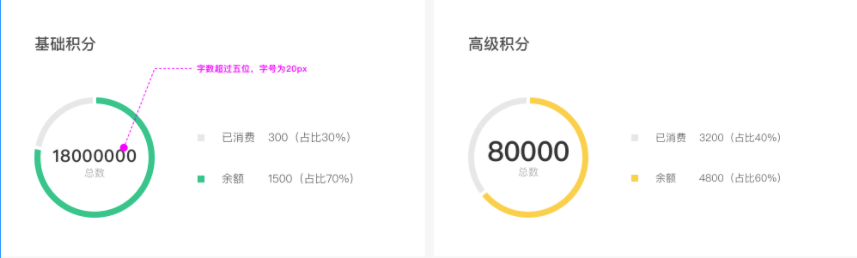 基础积分
字数超过五位，字号为20px
18000000
总数
已消费 300（占比30%）
余额 1500（占比70%）
高级积分
80000
总数
已消费 3200（占比40%）
余额 4800（占比60%）